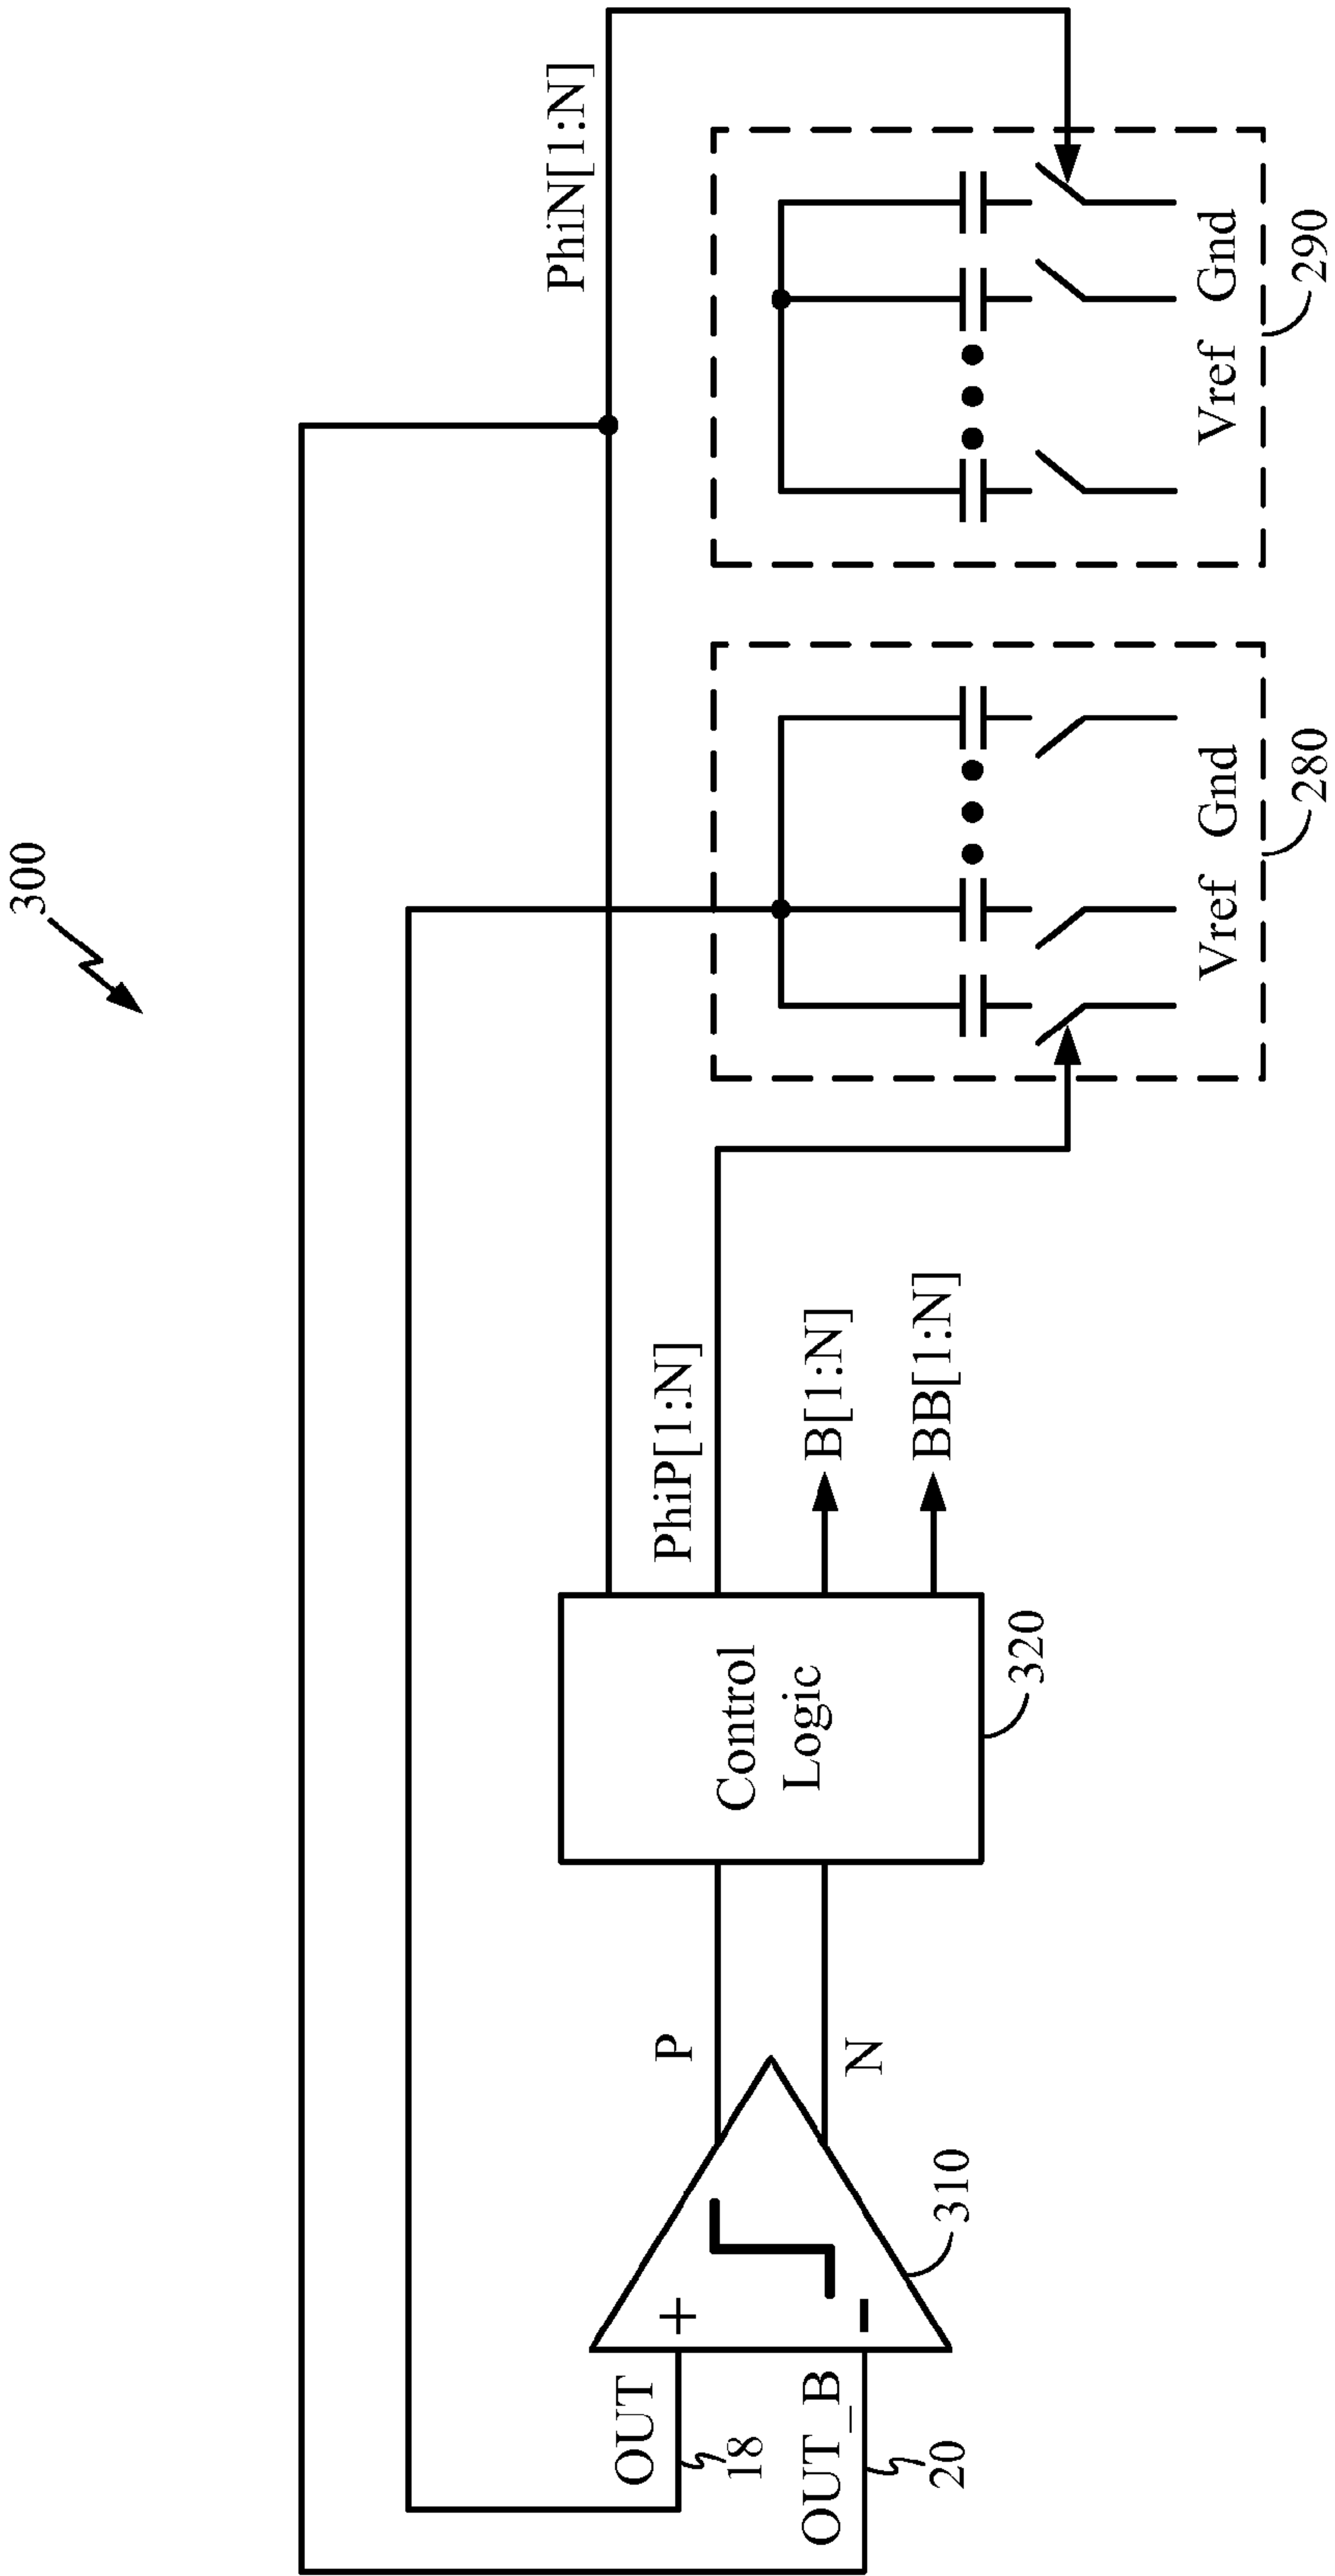 300
PhiN[1:N]
OUT
18
OUT_B
20
+
-
310
P
N
Control
Logic
320
PhiP[1:N]
B[1:N]
BB[1:N]
Vref Gnd
280
Vref Gnd
290